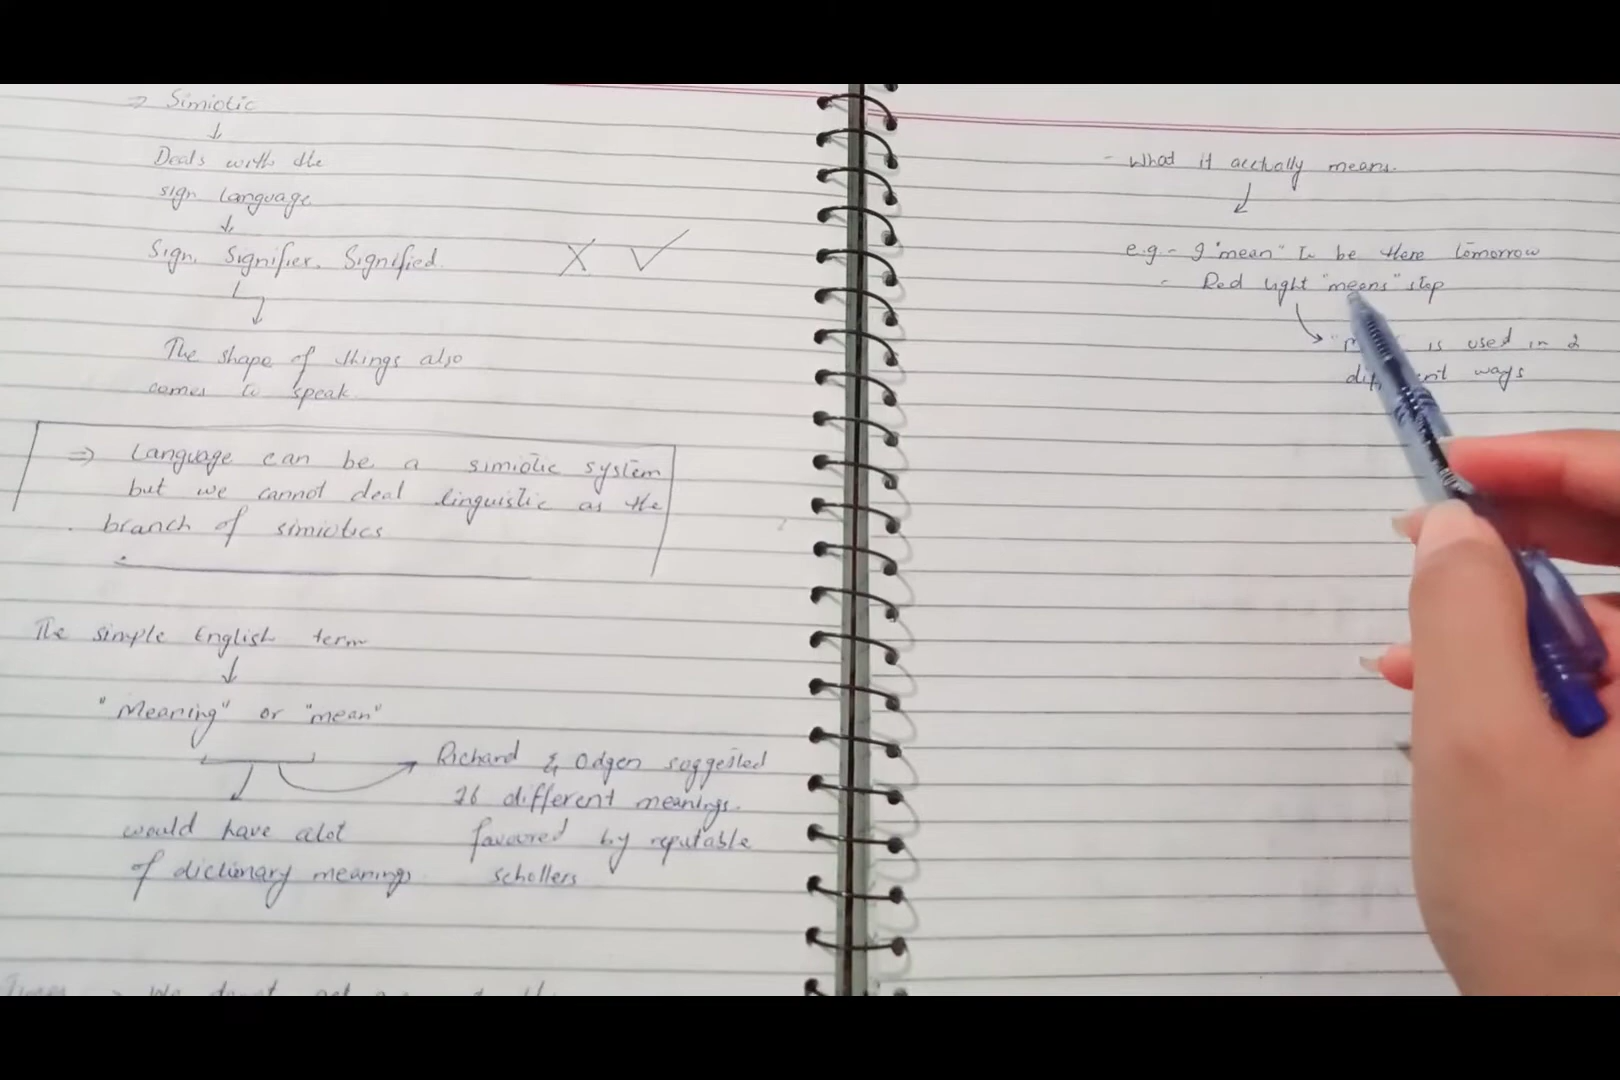 ⇒ Simiotic
↓
Deals with the
sign language
↓
Sign, Signifier, Signified. X ✓
The shape of things also
comes to speak.
⇒ Language can be a simiotic system
but we cannot deal linguistic as the
branch of simiotics
The simple English term
↓
"Meaning" or "mean"
→ Richard & Odgen suggested
16 different meanings.
favoured by reputable
schollers
would have alot
of dictionary meanings
We
- What it acctually means.
↓
e.g - I "mean" to be there tomorrow
- Red light "means" stop
is used in 2
ways